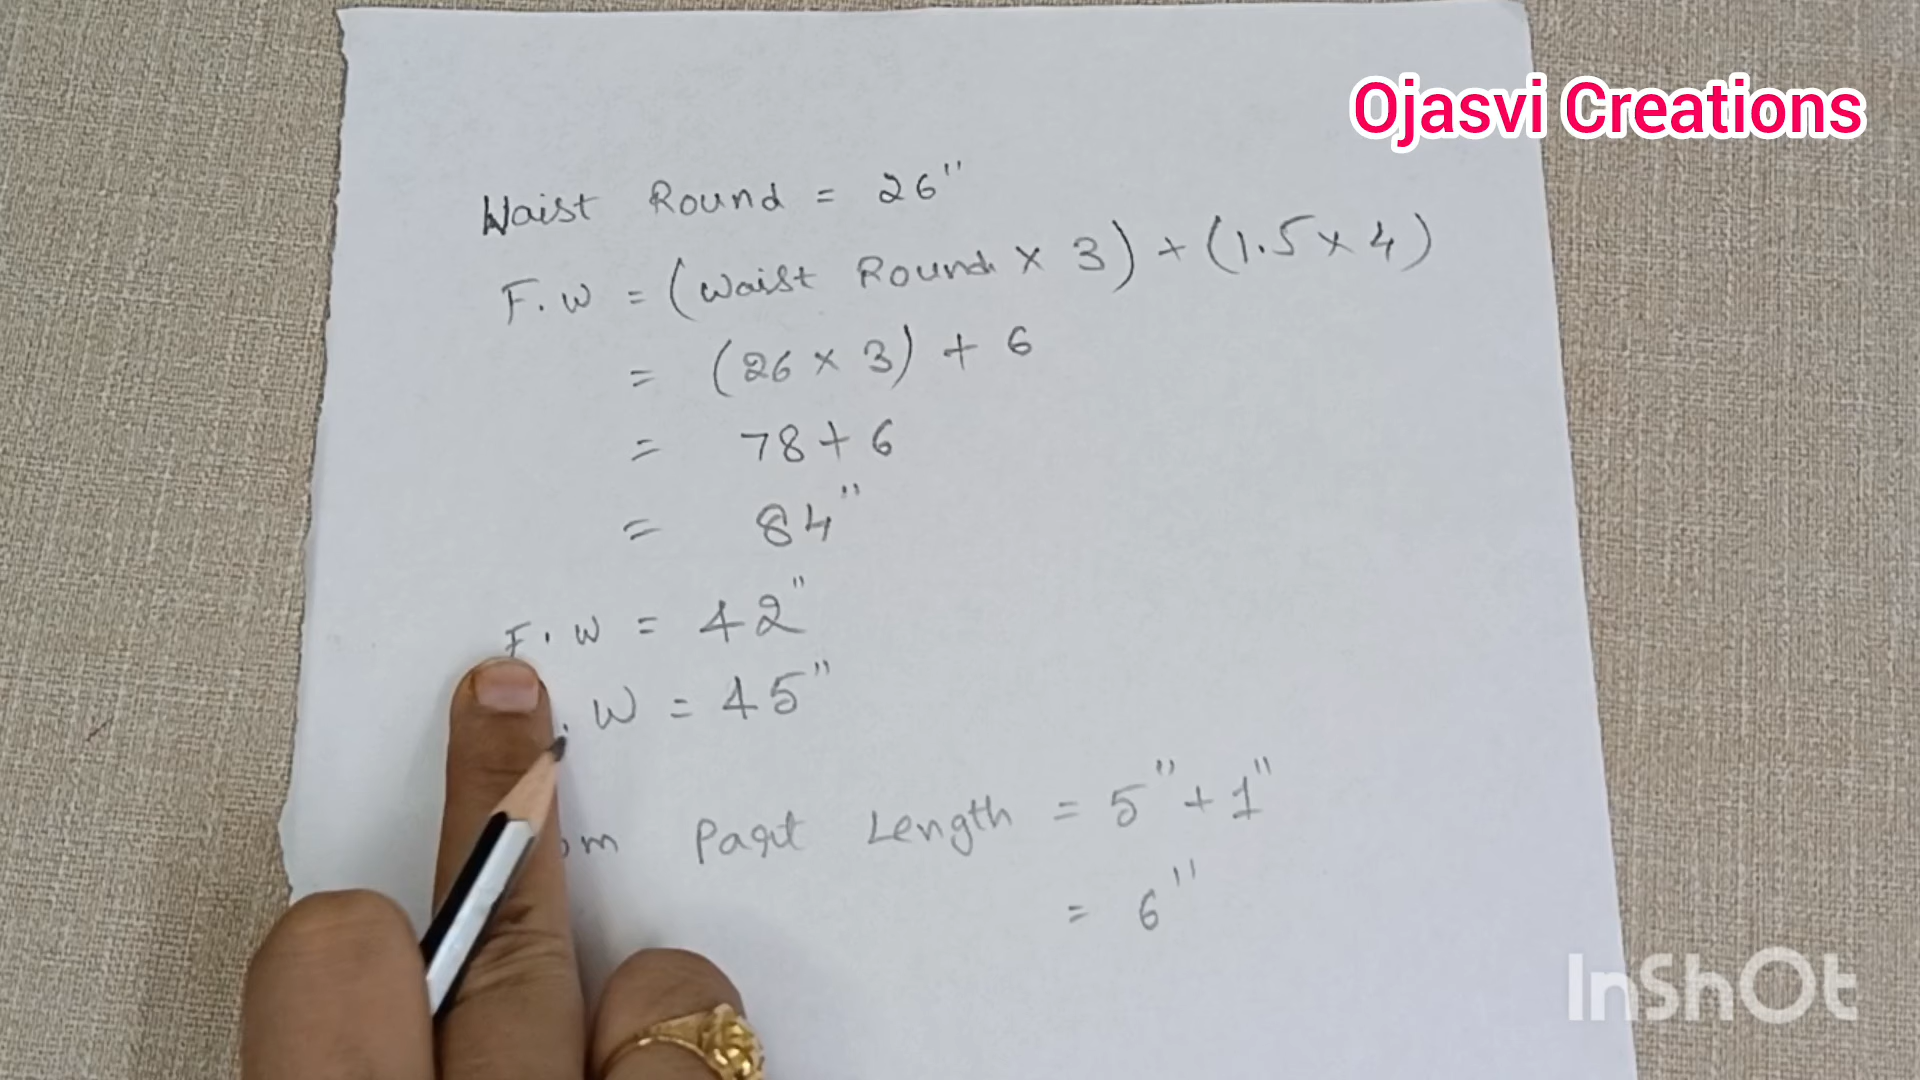 Ojasvi Creations
Waist Round = 26"
F.W = (Waist Round × 3) + (1.5 × 4)
= (26 × 3) + 6
= 78 + 6
= 84"
F.W = 42"
.W = 45"
Part Length = 5" + 1"
= 6"
InShOt